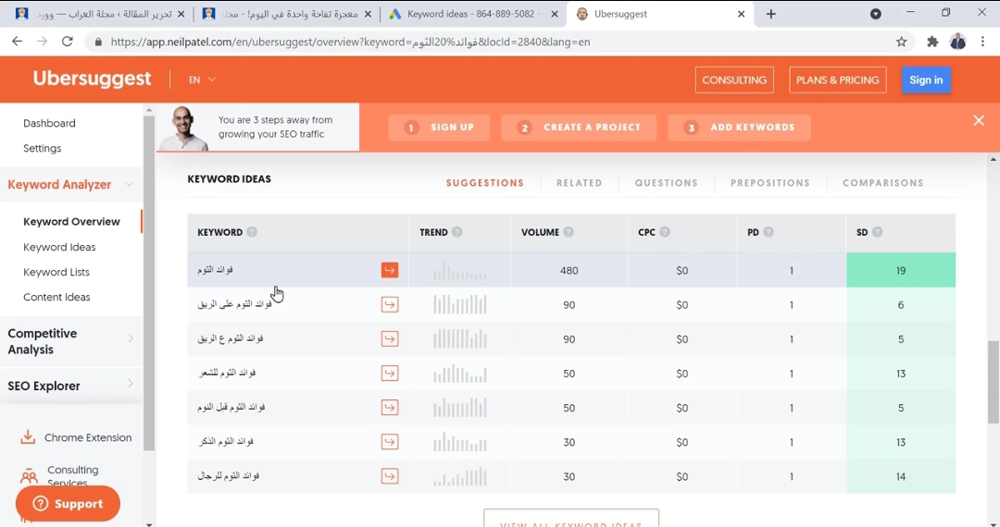 تحرير المقالة ‹ مجلة العراب — وور
معجزة تفاحة واحدة في اليوم! - مجل
Keyword ideas - 864-889-5082 -
Ubersuggest
https://app.neilpatel.com/en/ubersuggest/overview?keyword=فوائد%20الثوم&locId=2840&lang=en
Ubersuggest
EN
CONSULTING
PLANS & PRICING
Sign in
You are 3 steps away from
growing your SEO traffic
1 SIGN UP
2 CREATE A PROJECT
3 ADD KEYWORDS
Dashboard
Settings
Keyword Analyzer
Keyword Overview
Keyword Ideas
Keyword Lists
Content Ideas
Competitive
Analysis
SEO Explorer
Chrome Extension
Consulting
Services
Support
KEYWORD IDEAS
SUGGESTIONS RELATED QUESTIONS PREPOSITIONS COMPARISONS
KEYWORD TREND VOLUME CPC PD SD
فوائد الثوم 480 $0 1 19
فوائد الثوم على الريق 90 $0 1 6
فوائد الثوم ع الريق 90 $0 1 5
فوائد الثوم للشعر 50 $0 1 13
فوائد الثوم قبل النوم 50 $0 1 5
فوائد الثوم الذكر 30 $0 1 13
فوائد الثوم للرجال 30 $0 1 14
VIEW ALL KEYWORD IDEAS